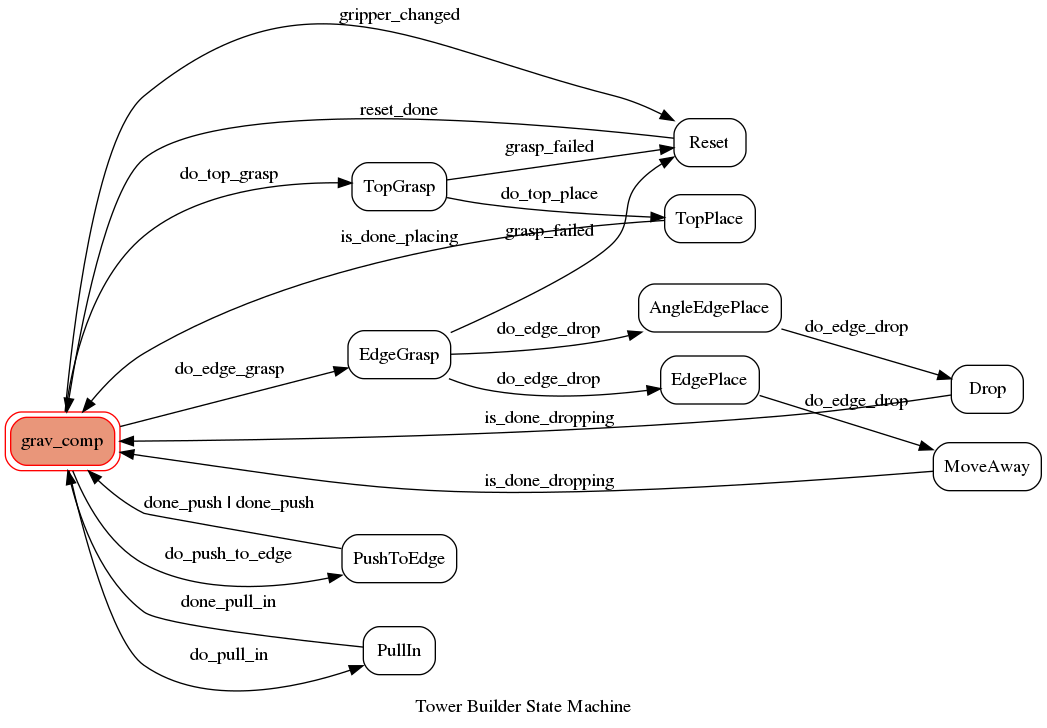 gripper_changed
reset_done
Reset
grasp_failed
do_top_grasp
TopGrasp
do_top_place
TopPlace
is_done_placing
grasp_failed
AngleEdgePlace
do_edge_drop
do_edge_drop
EdgeGrasp
do_edge_grasp
do_edge_drop
EdgePlace
Drop
do_edge_drop
is_done_dropping
grav_comp
MoveAway
is_done_dropping
done_push | done_push
do_push_to_edge
PushToEdge
done_pull_in
do_pull_in
PullIn
Tower Builder State Machine